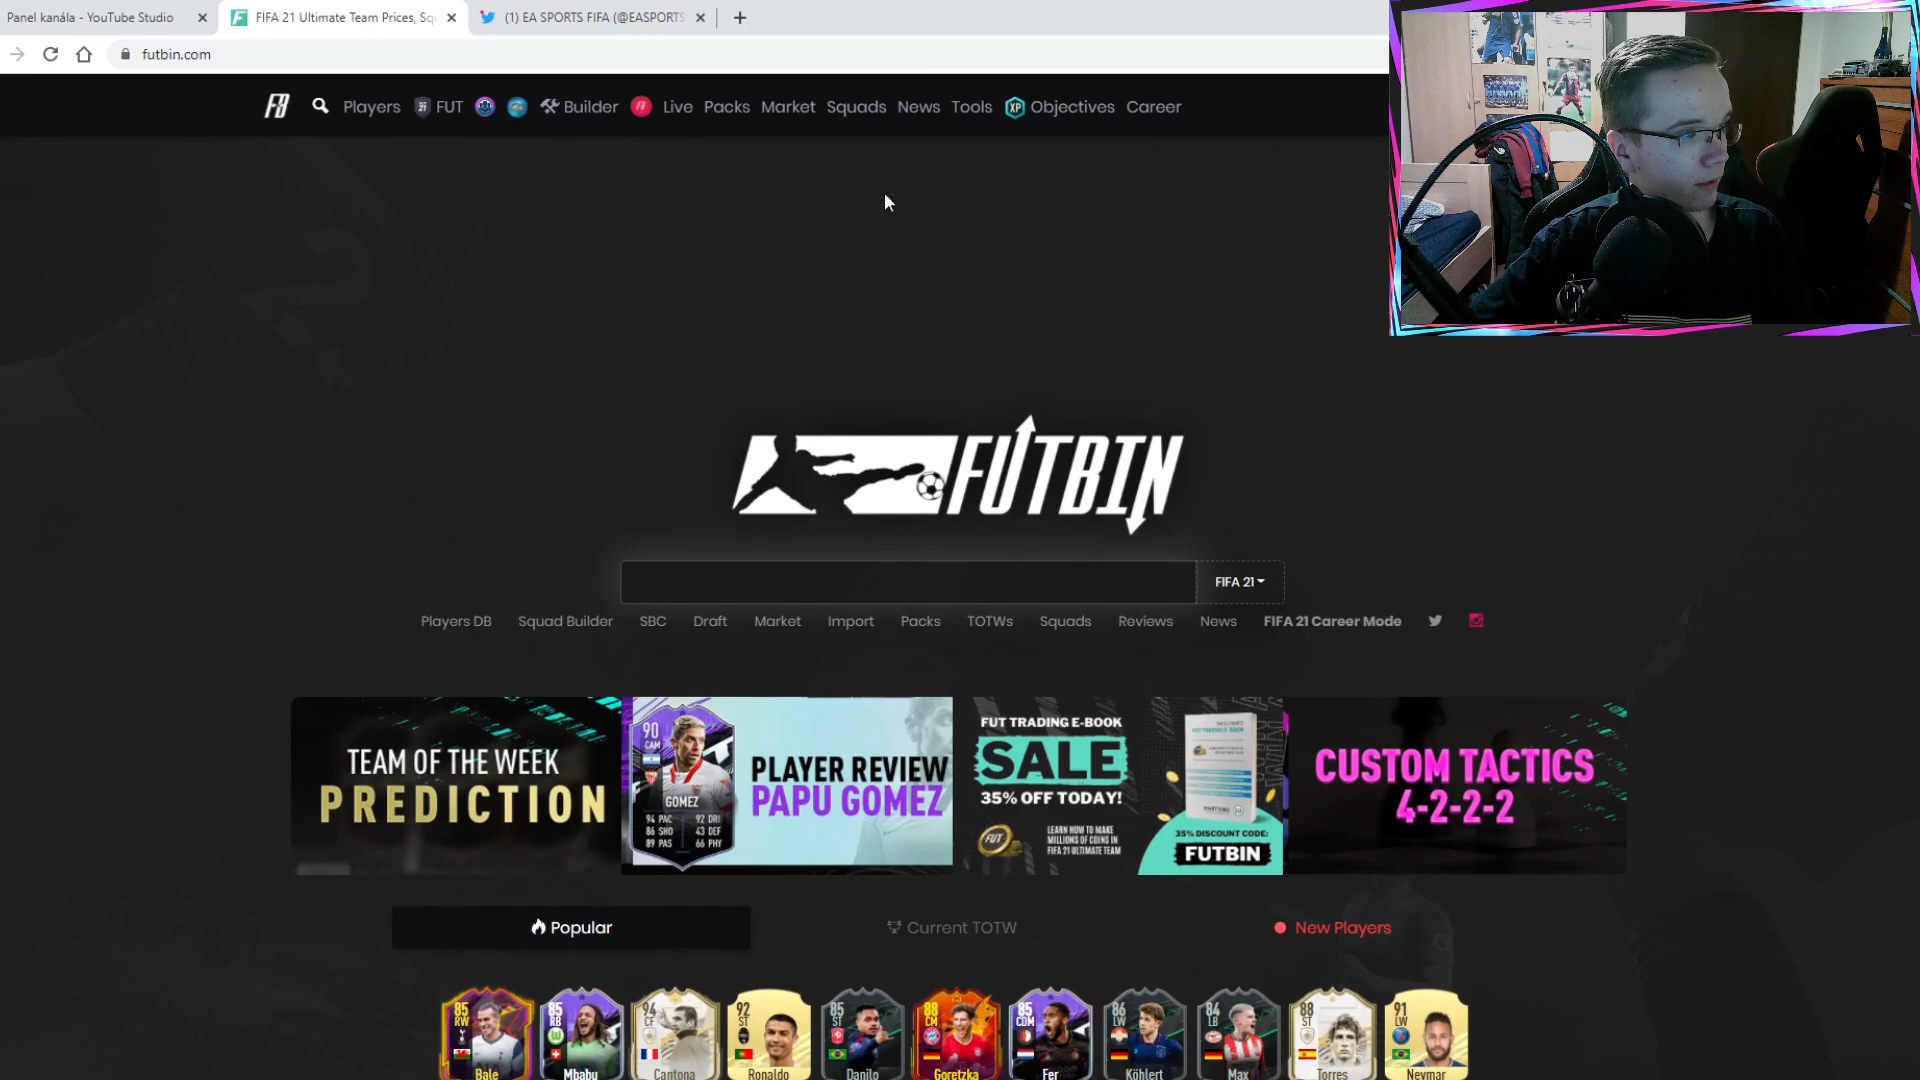 Panel kanála - YouTube Studio
FIFA 21 Ultimate Team Prices, Squ
(1) EA SPORTS FIFA (@EASPORTS
futbin.com
FB
Players
FUT
Builder
Live
Packs
Market
Squads
News
Tools
XP
Objectives
Career
FUTBIN
FIFA 21
Players DB
Squad Builder
SBC
Draft
Market
Import
Packs
TOTWs
Squads
Reviews
News
FIFA 21 Career Mode
TEAM OF THE WEEK
PREDICTION
90
CAM
GOMEZ
94 PAC 92 DRI
86 SHO 43 DEF
89 PAS 66 PHY
PLAYER REVIEW
PAPU GOMEZ
FUT TRADING E-BOOK
SALE
35% OFF TODAY!
FUT
LEARN HOW TO MAKE
MILLIONS OF COINS IN
FIFA 21 ULTIMATE TEAM
35% DISCOUNT CODE:
FUTBIN
CUSTOM TACTICS
4-2-2-2
Popular
Current TOTW
New Players
85
RW
Bale
85
RB
Mbabu
94
CF
Cantona
92
ST
Ronaldo
85
ST
Danilo
88
CM
Goretzka
85
CDM
Fer
86
LW
Köhlert
84
LB
Max
88
ST
Torres
91
LW
Neymar